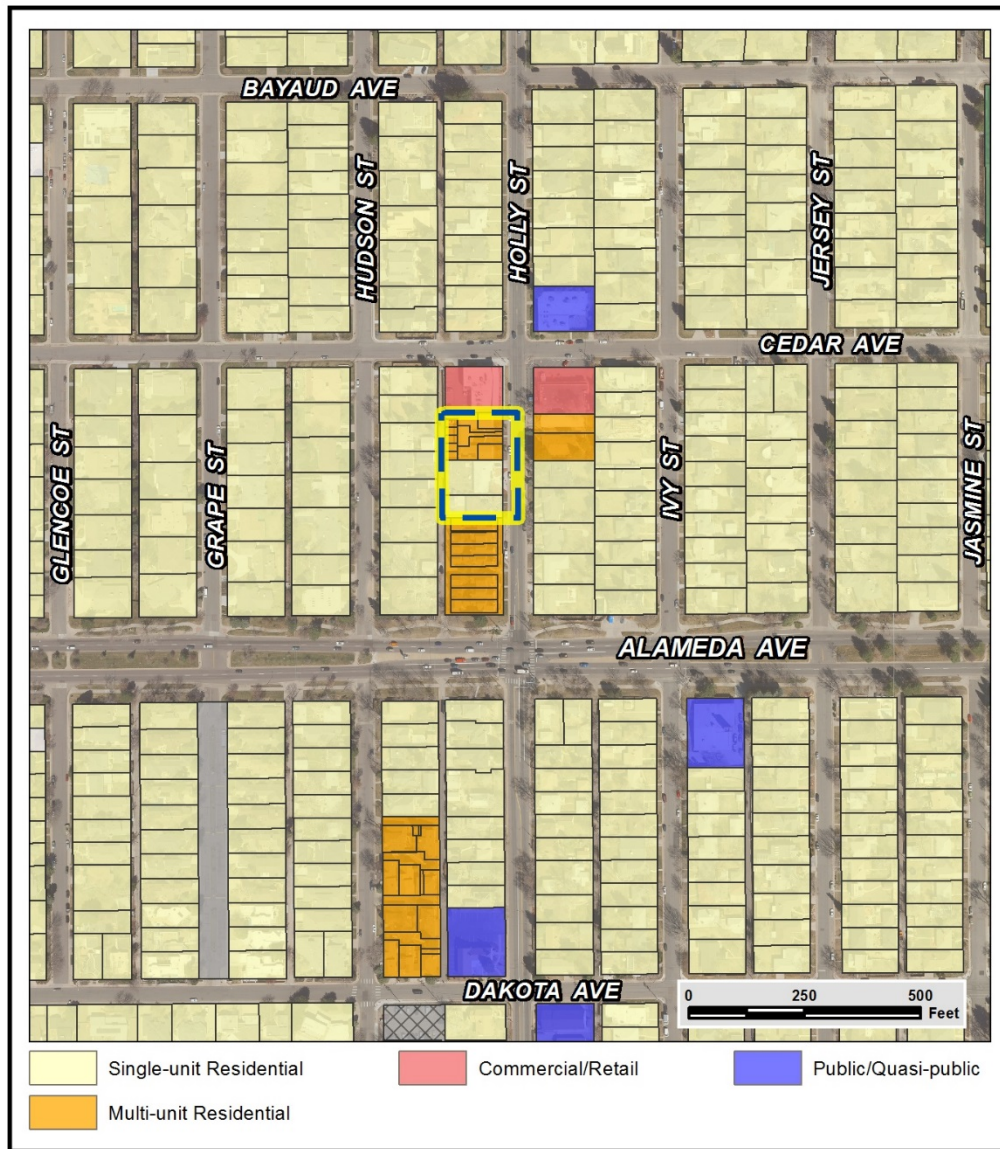 BAYAUD AVE
HUDSON ST
HOLLY ST
JERSEY ST
CEDAR AVE
GLENCOE ST
GRAPE ST
IVY ST
JASMINE ST
ALAMEDA AVE
DAKOTA AVE
0 250 500
Feet
Single-unit Residential
Commercial/Retail
Public/Quasi-public
Multi-unit Residential